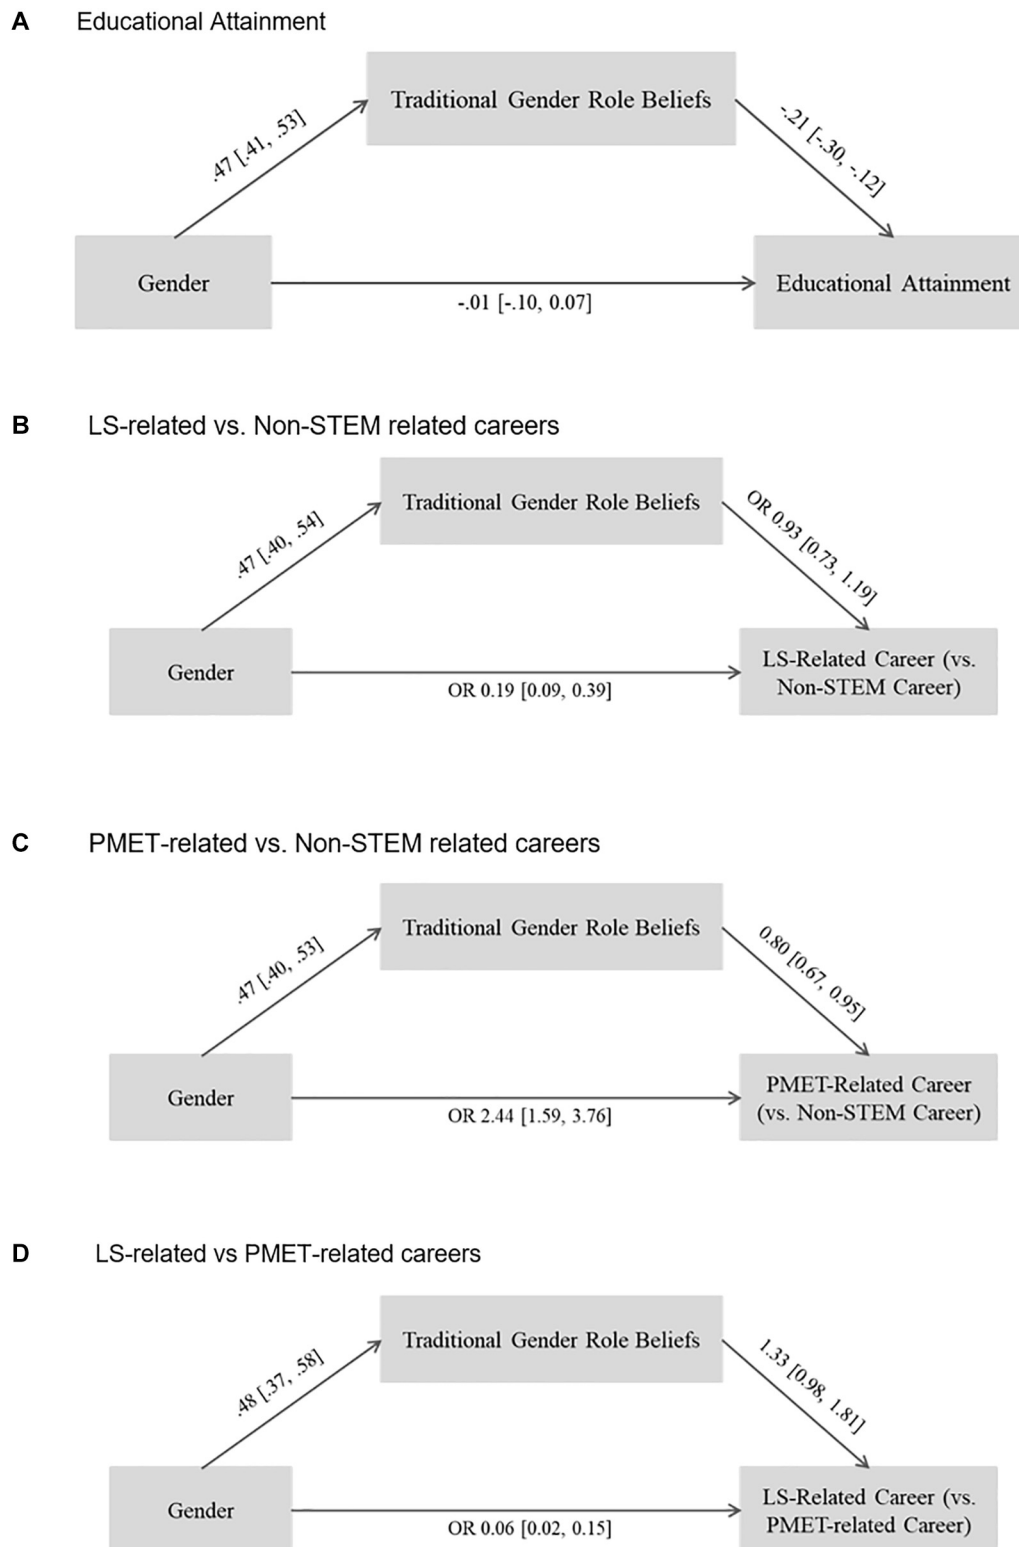 A Educational Attainment
Traditional Gender Role Beliefs
.47 [.41, .53]
-.21 [-.30, -.12]
Gender
Educational Attainment
-.01 [-.10, 0.07]
B LS-related vs. Non-STEM related careers
Traditional Gender Role Beliefs
.47 [.40, .54]
OR 0.93 [0.73, 1.19]
Gender
LS-Related Career (vs.
Non-STEM Career)
OR 0.19 [0.09, 0.39]
C PMET-related vs. Non-STEM related careers
Traditional Gender Role Beliefs
.47 [.40, .53]
0.80 [0.67, 0.95]
Gender
PMET-Related Career
(vs. Non-STEM Career)
OR 2.44 [1.59, 3.76]
D LS-related vs PMET-related careers
Traditional Gender Role Beliefs
.48 [.37, .58]
1.33 [0.98, 1.81]
Gender
LS-Related Career (vs.
PMET-related Career)
OR 0.06 [0.02, 0.15]